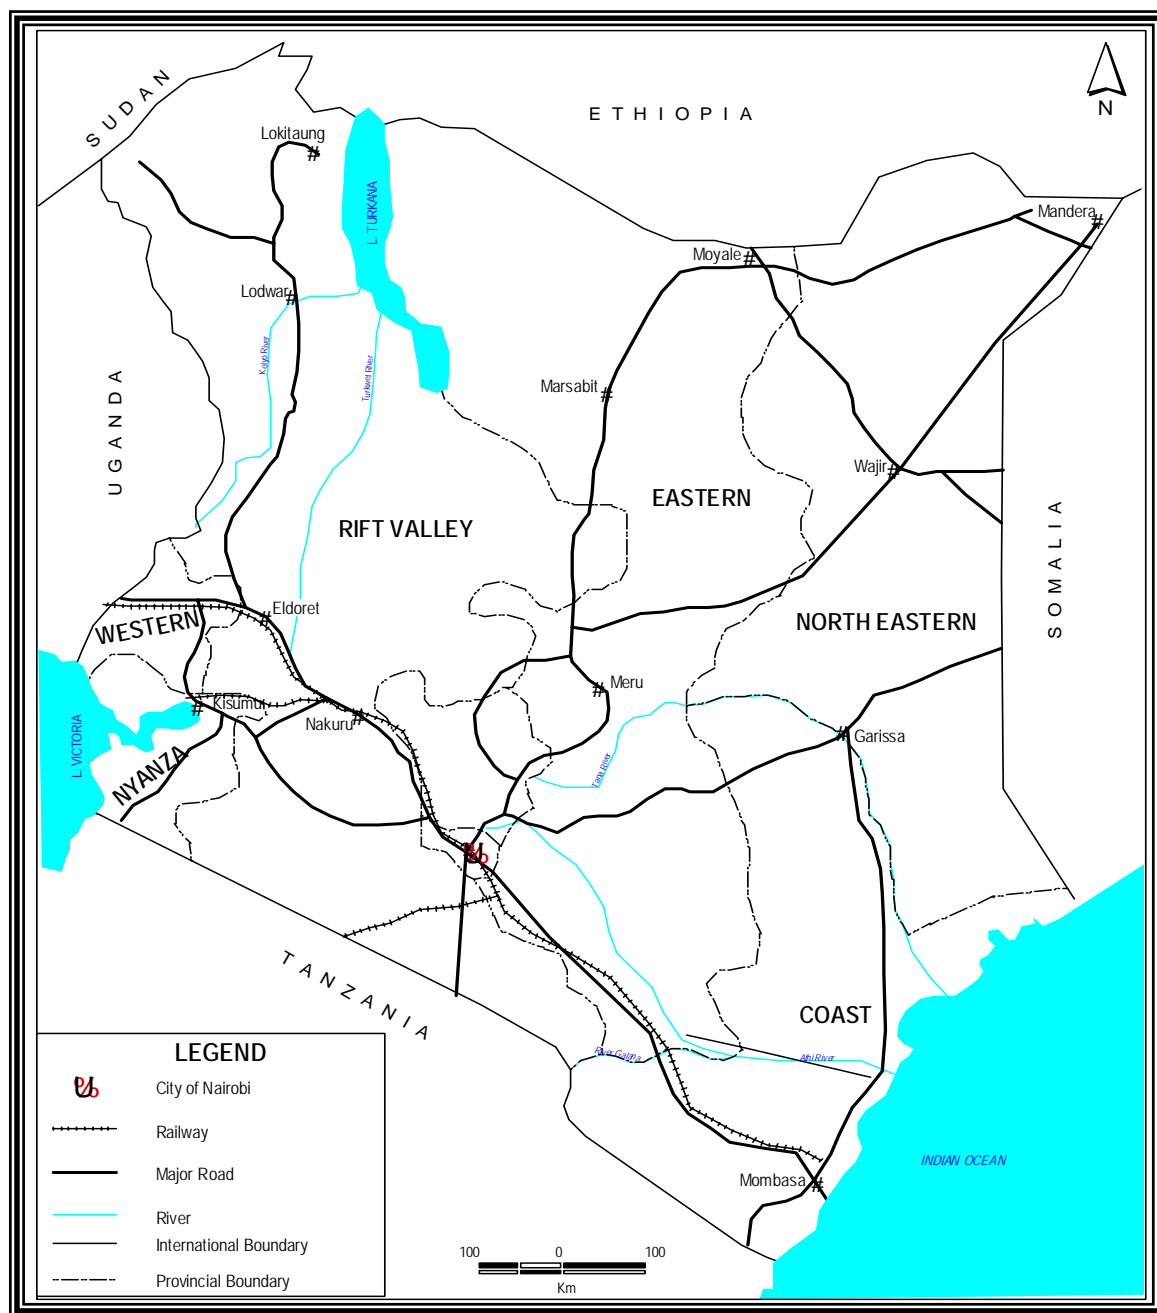 SUDAN
ETHIOPIA
N
Lokitaung
L. TURKANA
Mandera
Moyale
Lodwar
Kalyo River
Turkwel River
Marsabit
UGANDA
Wajir
EASTERN
RIFT VALLEY
SOMALIA
Eldoret
WESTERN
NORTH EASTERN
Meru
Kisumu
Nakuru
Garissa
L. VICTORIA
NYANZA
Tana River
TANZANIA
COAST
River Galana
Athi River
LEGEND
City of Nairobi
Railway
Major Road
River
International Boundary
Provincial Boundary
INDIAN OCEAN
Mombasa
100 0 100
Km